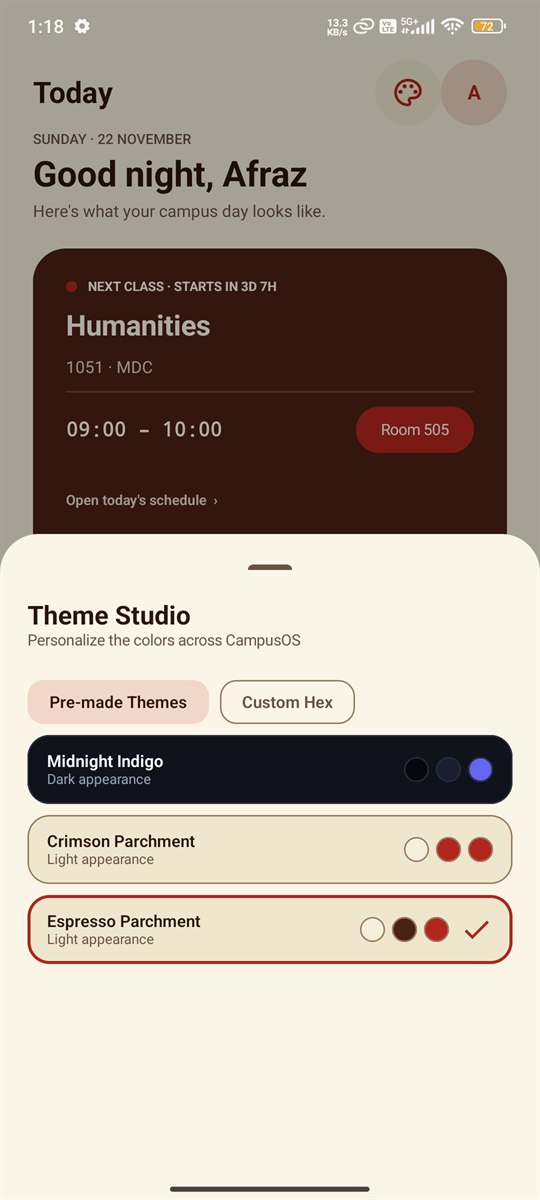 1:18
13.3
KB/s
Vo
LTE
5G+
72
Today
A
SUNDAY · 22 NOVEMBER
Good night, Afraz
Here's what your campus day looks like.
NEXT CLASS · STARTS IN 3D 7H
Humanities
1051 · MDC
09:00 – 10:00
Room 505
Open today's schedule ›
Theme Studio
Personalize the colors across CampusOS
Pre-made Themes
Custom Hex
Midnight Indigo
Dark appearance
Crimson Parchment
Light appearance
Espresso Parchment
Light appearance